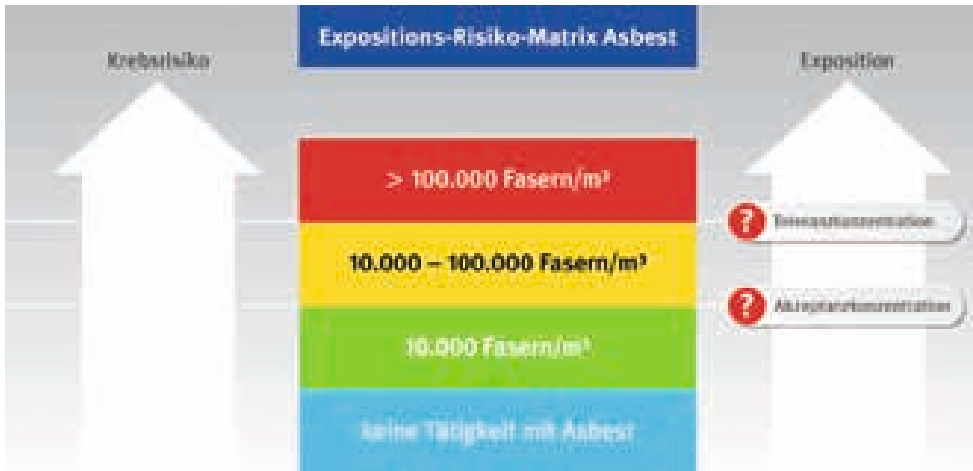 Expositions-Risiko-Matrix Asbest
Krebsrisiko
Exposition
> 100.000 Fasern/m³
? Toleranzkonzentration
10.000 – 100.000 Fasern/m³
? Akzeptanzkonzentration
10.000 Fasern/m³
keine Tätigkeit mit Asbest